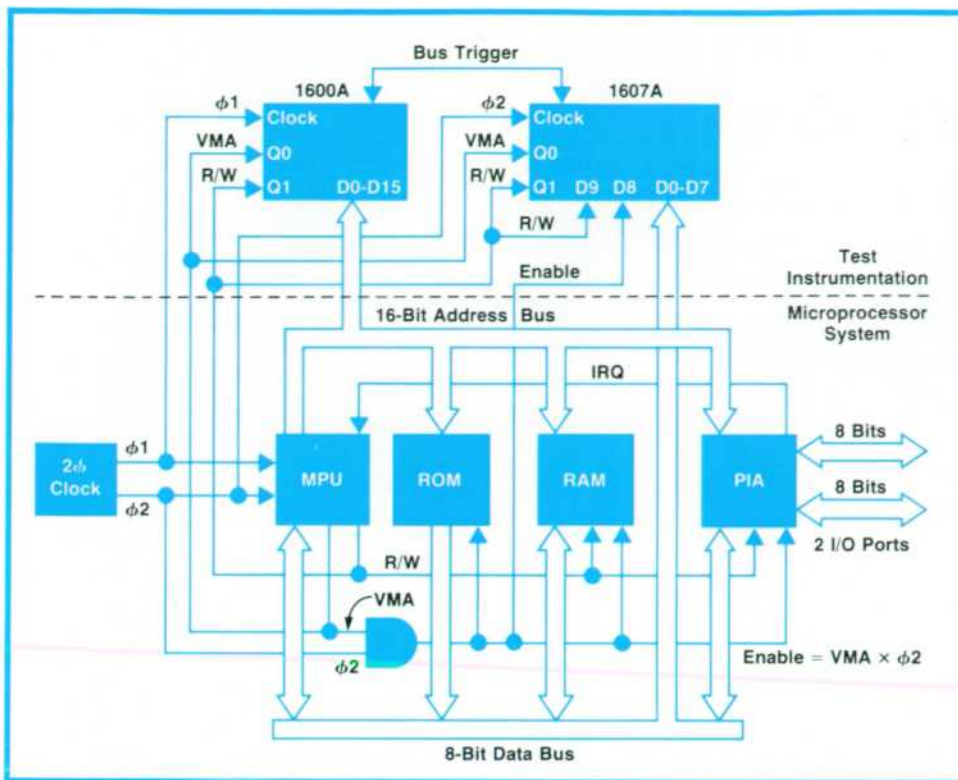 Bus Trigger
1600A
1607A
ϕ1
Clock
ϕ2
Clock
VMA
Q0
VMA
Q0
R/W
Q1 D0-D15
R/W
Q1 D9 D8 D0-D7
R/W
Enable
Test
Instrumentation
16-Bit Address Bus
Microprocessor
System
IRQ
2ϕ
Clock
ϕ1
ϕ2
MPU
ROM
RAM
PIA
8 Bits
8 Bits
2 I/O Ports
R/W
VMA
ϕ2
Enable = VMA × ϕ2
8-Bit Data Bus